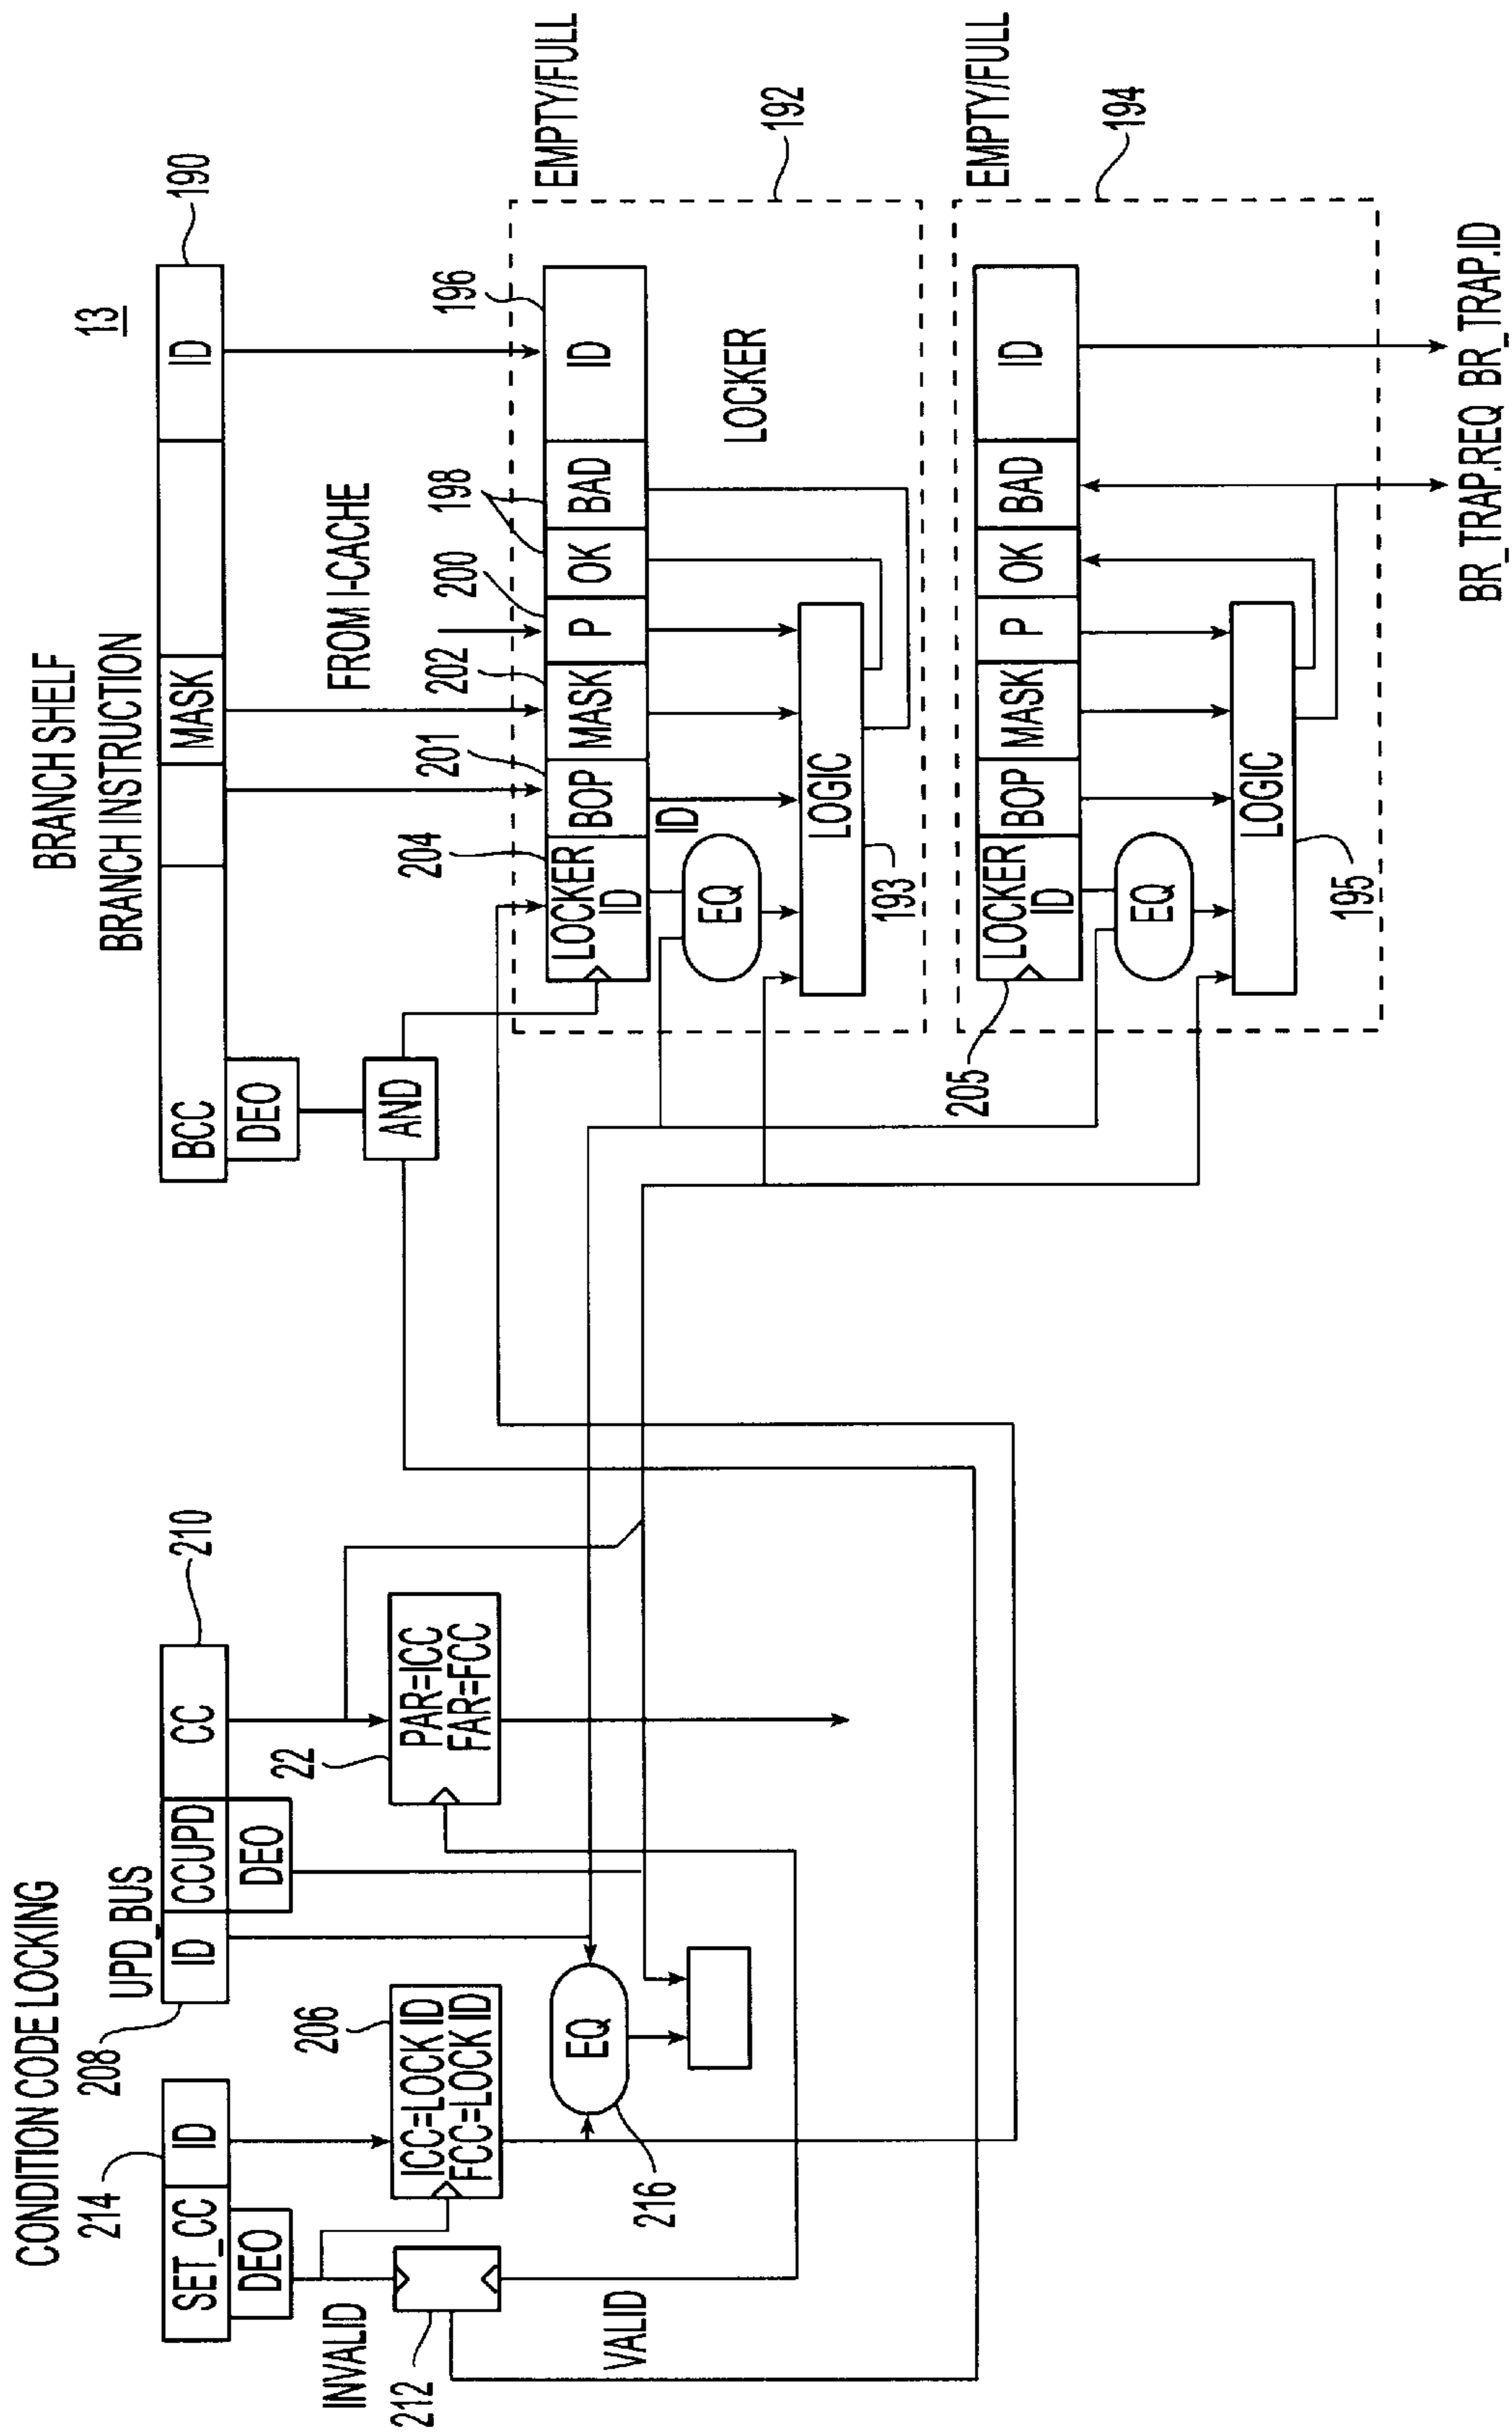 CONDITION CODE LOCKING
UPD_BUS
214
208
210
SET_CC
ID
ID
CCUPD
CC
DEO
DEO
INVALID
206
22
ICC=LOCK ID
FCC=LOCK ID
PAR=ICC
FAR=FCC
212
VALID
216
EQ
13
BRANCH SHELF
BRANCH INSTRUCTION
190
BCC
MASK
ID
DEO
AND
FROM I-CACHE
204
201
202
200
198
196
EMPTY/FULL
LOCKER
ID
BOP
MASK
P
OK
BAD
ID
ID
EQ
LOCKER
LOGIC
193
192
EMPTY/FULL
205
LOCKER
ID
BOP
MASK
P
OK
BAD
ID
EQ
LOGIC
195
194
BR_TRAP.REQ
BR_TRAP.ID